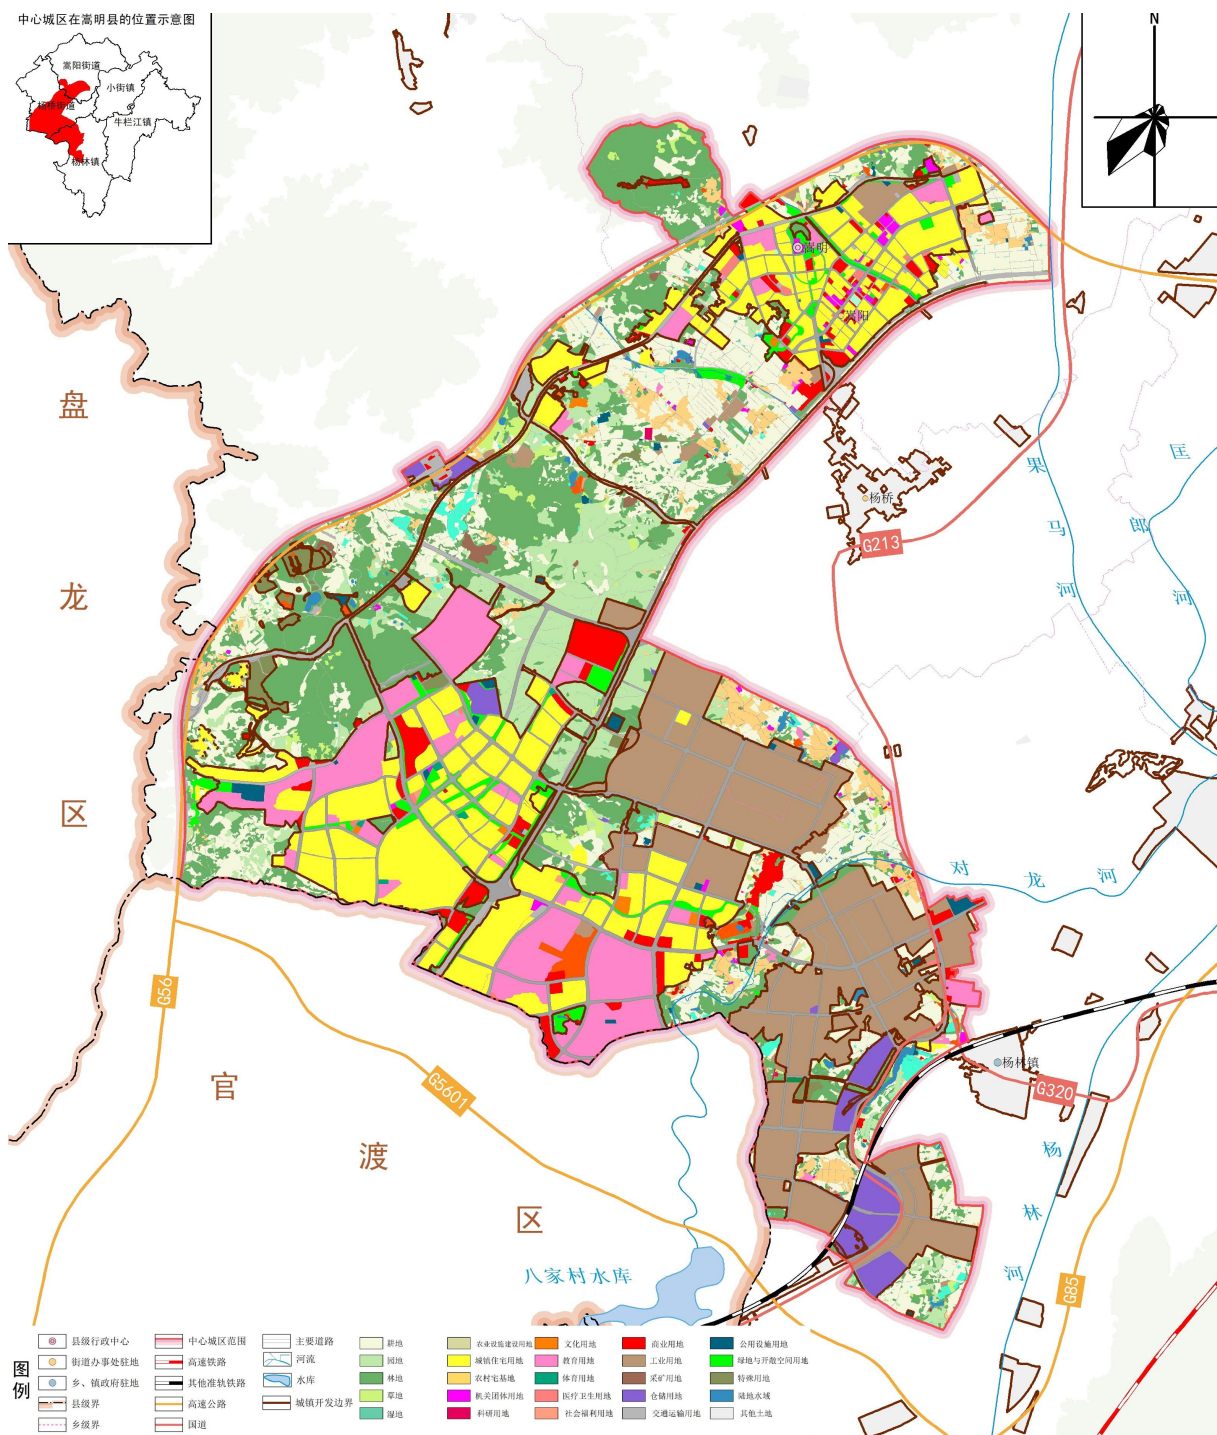 中心城区在嵩明县的位置示意图
嵩阳街道
小街镇
杨桥街道
牛栏江镇
杨林镇
N
嵩明
嵩阳
盘
龙
区
杨桥
G213
果
马
河
匡
郎
河
对
龙
河
G56
G5601
官
渡
区
杨林镇
G320
杨
林
河
G85
八家村水库
图例
县级行政中心
街道办事处驻地
乡、镇政府驻地
县级界
乡级界
中心城区范围
高速铁路
其他准轨铁路
高速公路
国道
主要道路
河流
水库
城镇开发边界
耕地
园地
林地
草地
湿地
农业设施建设用地
城镇住宅用地
农村宅基地
机关团体用地
科研用地
文化用地
教育用地
体育用地
医疗卫生用地
社会福利用地
商业用地
工业用地
采矿用地
仓储用地
交通运输用地
公用设施用地
绿地与开敞空间用地
特殊用地
陆地水域
其他土地